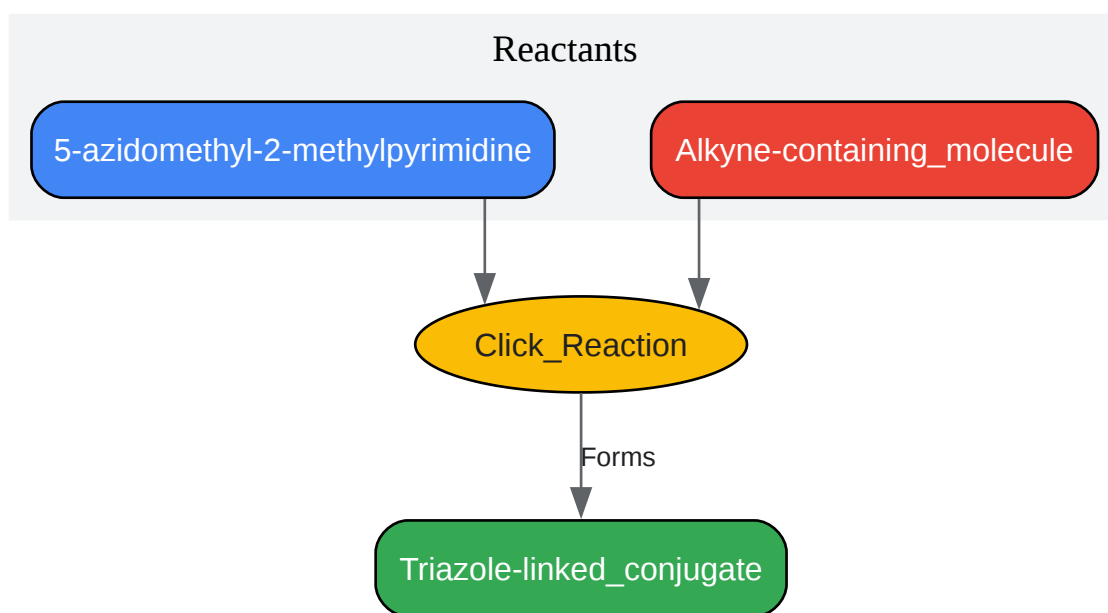 Reactants
5-azidomethyl-2-methylpyrimidine
Alkyne-containing_molecule
Click_Reaction
Forms
Triazole-linked_conjugate